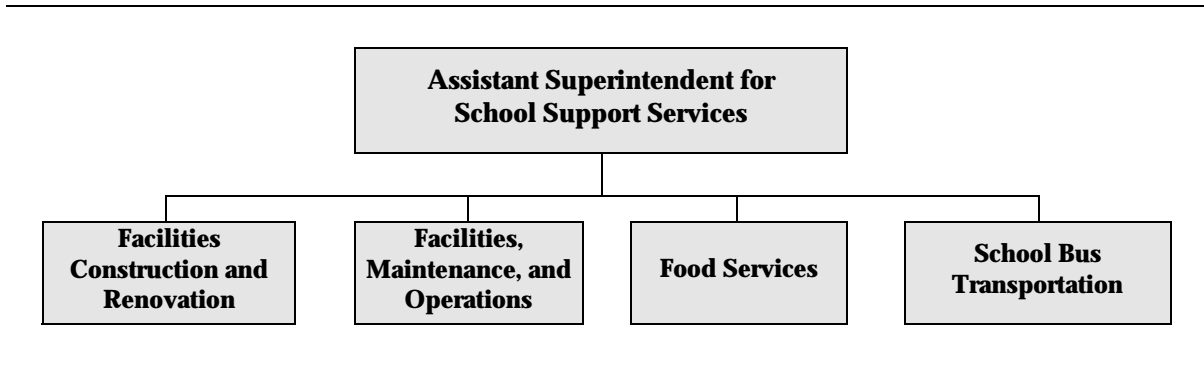 Assistant Superintendent for
School Support Services
Facilities
Construction and
Renovation
Facilities,
Maintenance, and
Operations
Food Services
School Bus
Transportation